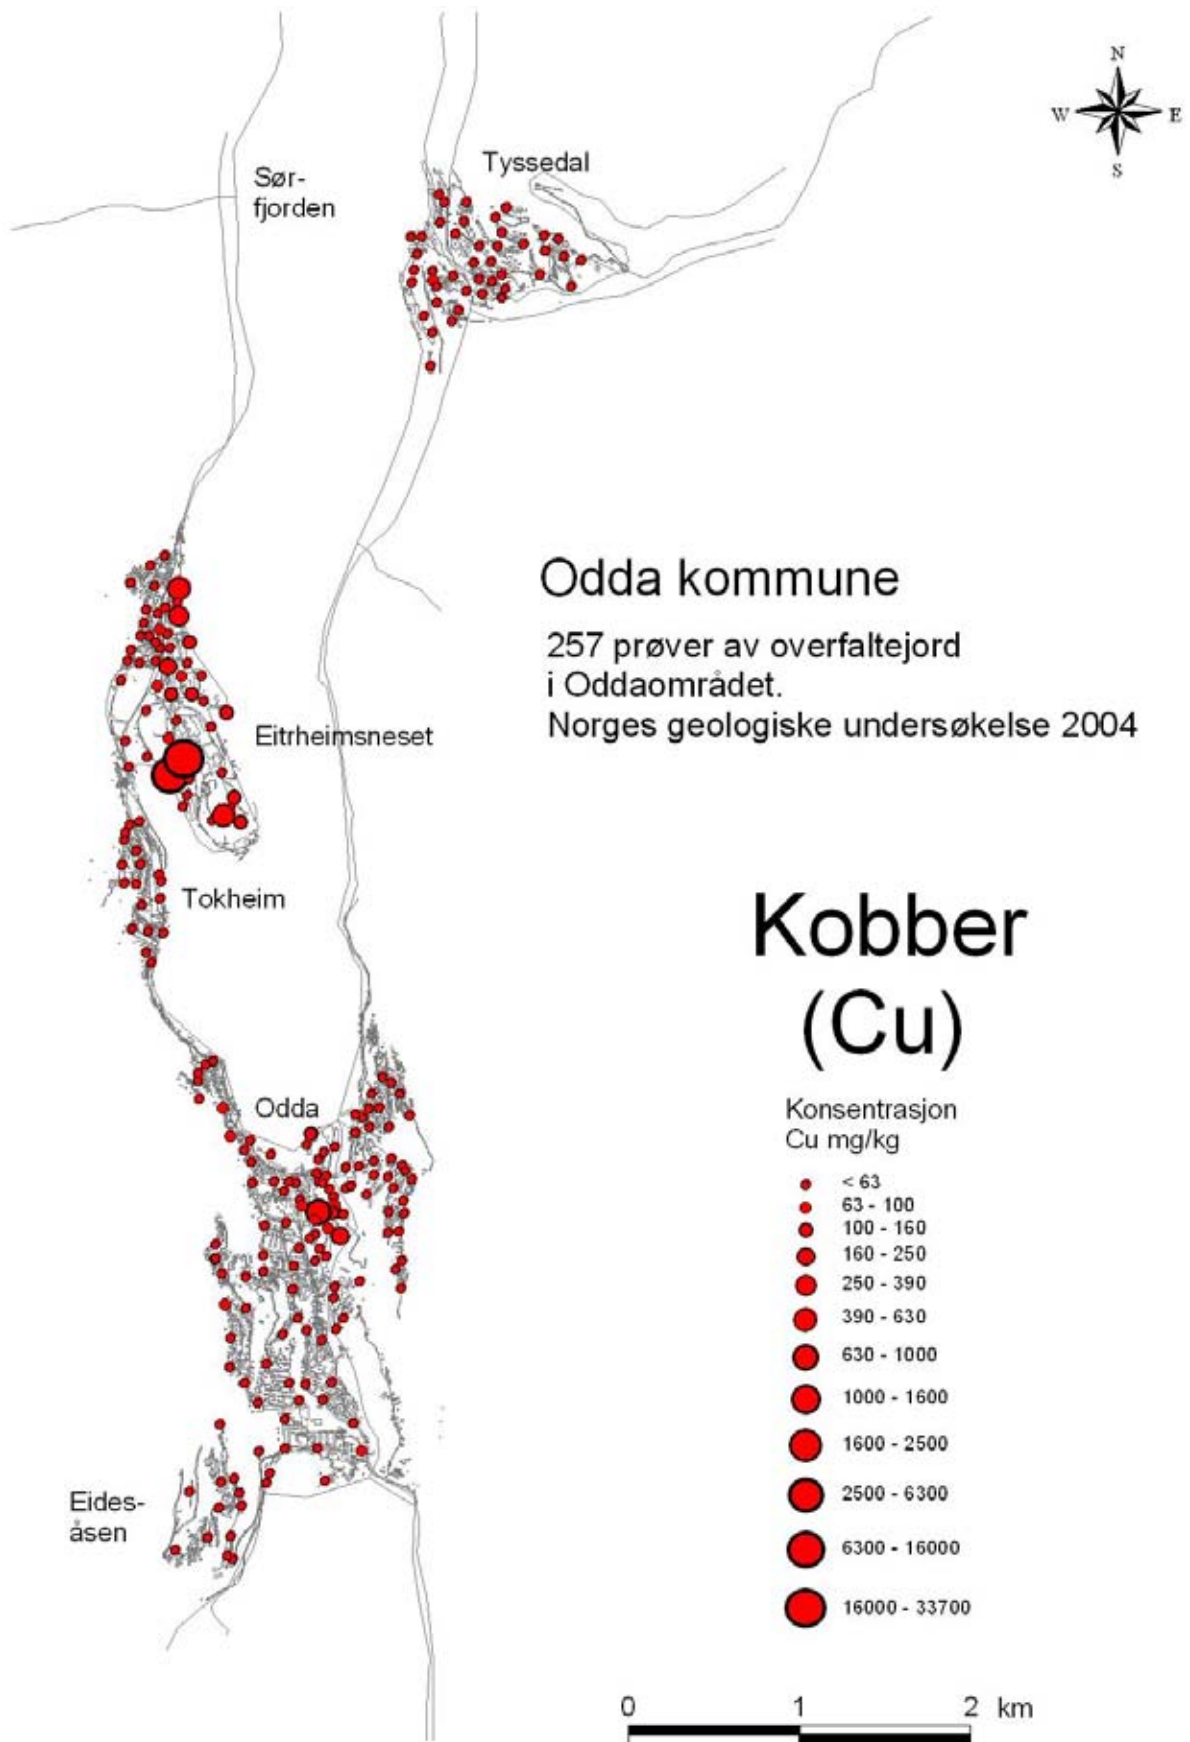 N
W
E
S
Tyssedal
Sør-
fjorden
Odda kommune
257 prøver av overfaltejord
i Oddaområdet.
Norges geologiske undersøkelse 2004
Eitrheimsneset
Tokheim
Kobber
(Cu)
Odda
Konsentrasjon
Cu mg/kg
< 63
63 - 100
100 - 160
160 - 250
250 - 390
390 - 630
630 - 1000
1000 - 1600
1600 - 2500
2500 - 6300
6300 - 16000
16000 - 33700
Eides-
åsen
0 1 2 km